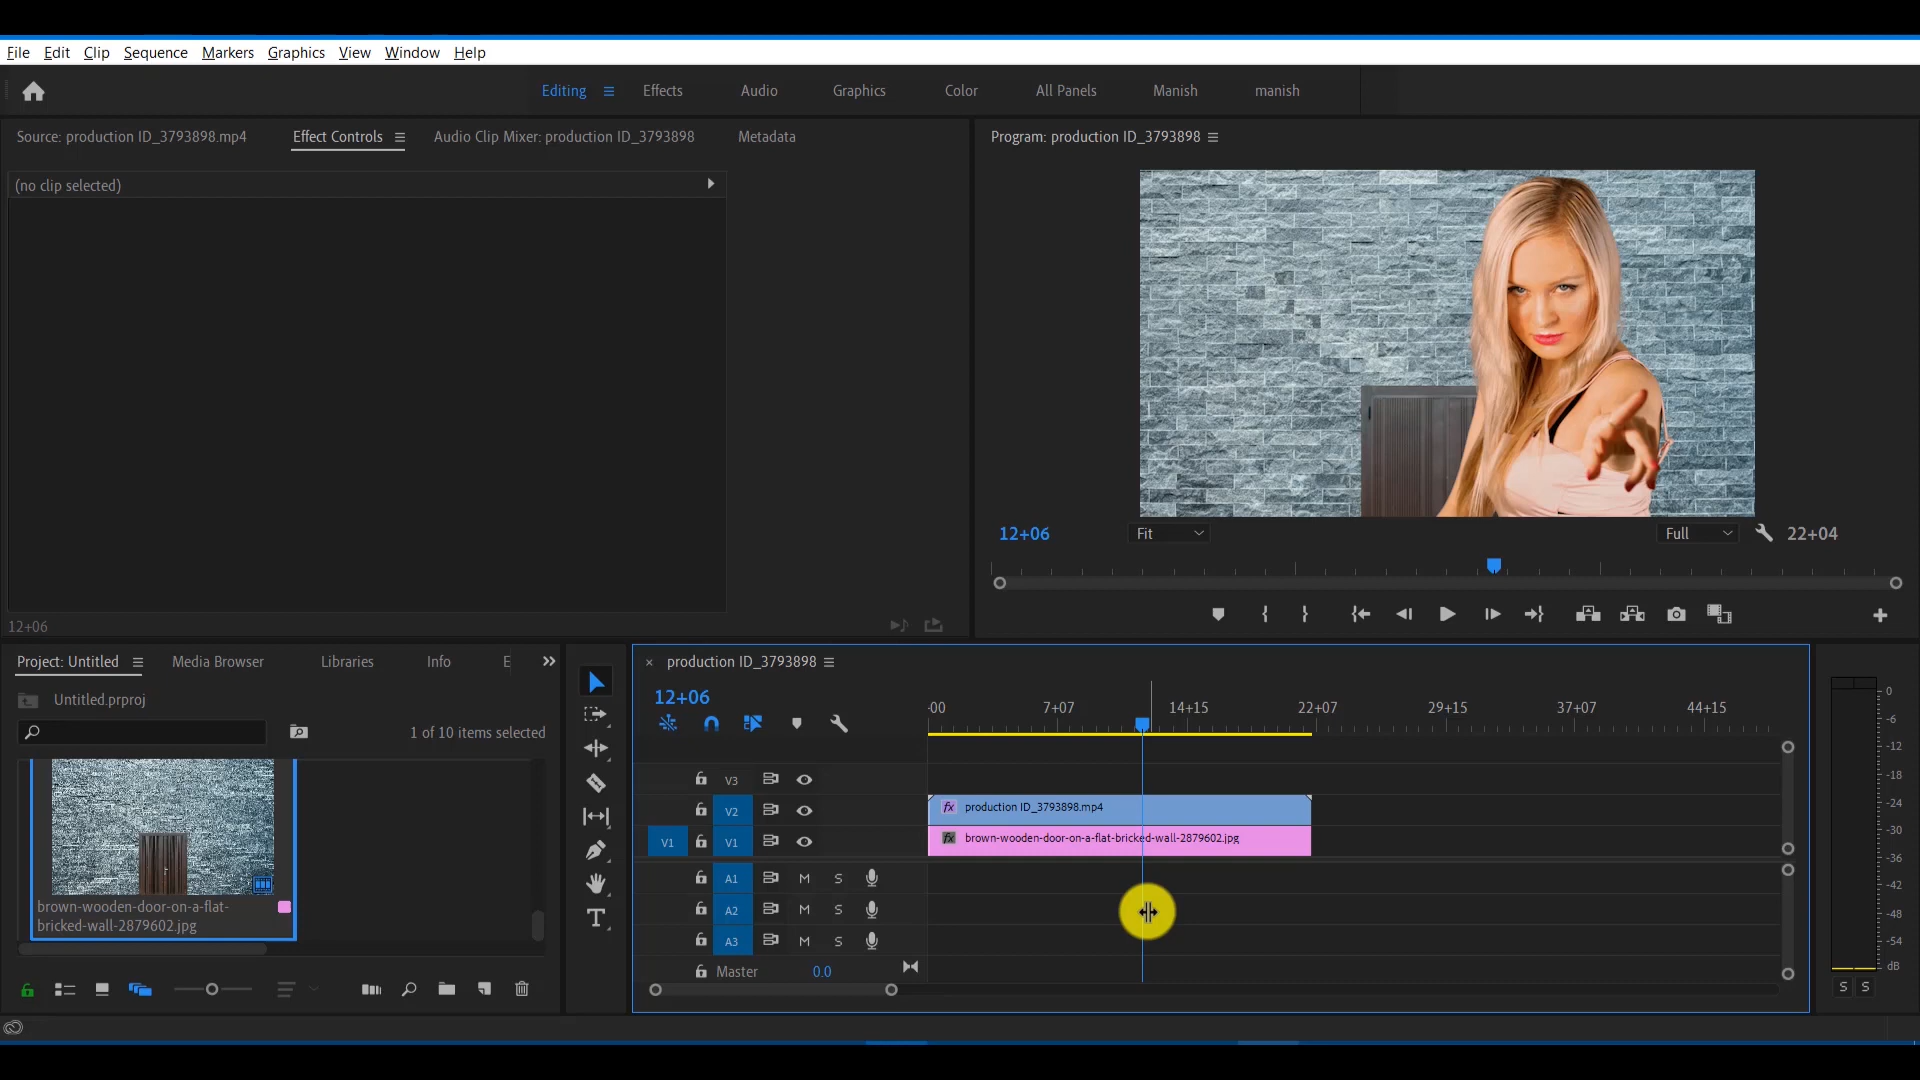 File Edit Clip Sequence Markers Graphics View Window Help
Editing Effects Audio Graphics Color All Panels Manish manish
Source: production ID_3793898.mp4 Effect Controls Audio Clip Mixer: production ID_3793898 Metadata
Program: production ID_3793898
(no clip selected)
12+06 Fit Full 22+04
12+06
Project: Untitled Media Browser Libraries Info E
Untitled.prproj
1 of 10 items selected
brown-wooden-door-on-a-flat-
bricked-wall-2879602.jpg
production ID_3793898
12+06
:00 7+07 14+15 22+07 29+15 37+07 44+15
V3
V2 production ID_3793898.mp4
V1 V1 brown-wooden-door-on-a-flat-bricked-wall-2879602.jpg
A1 M S
A2 M S
A3 M S
Master 0.0
0
-6
-12
-18
-24
-30
-36
-42
-48
-54
dB
S S